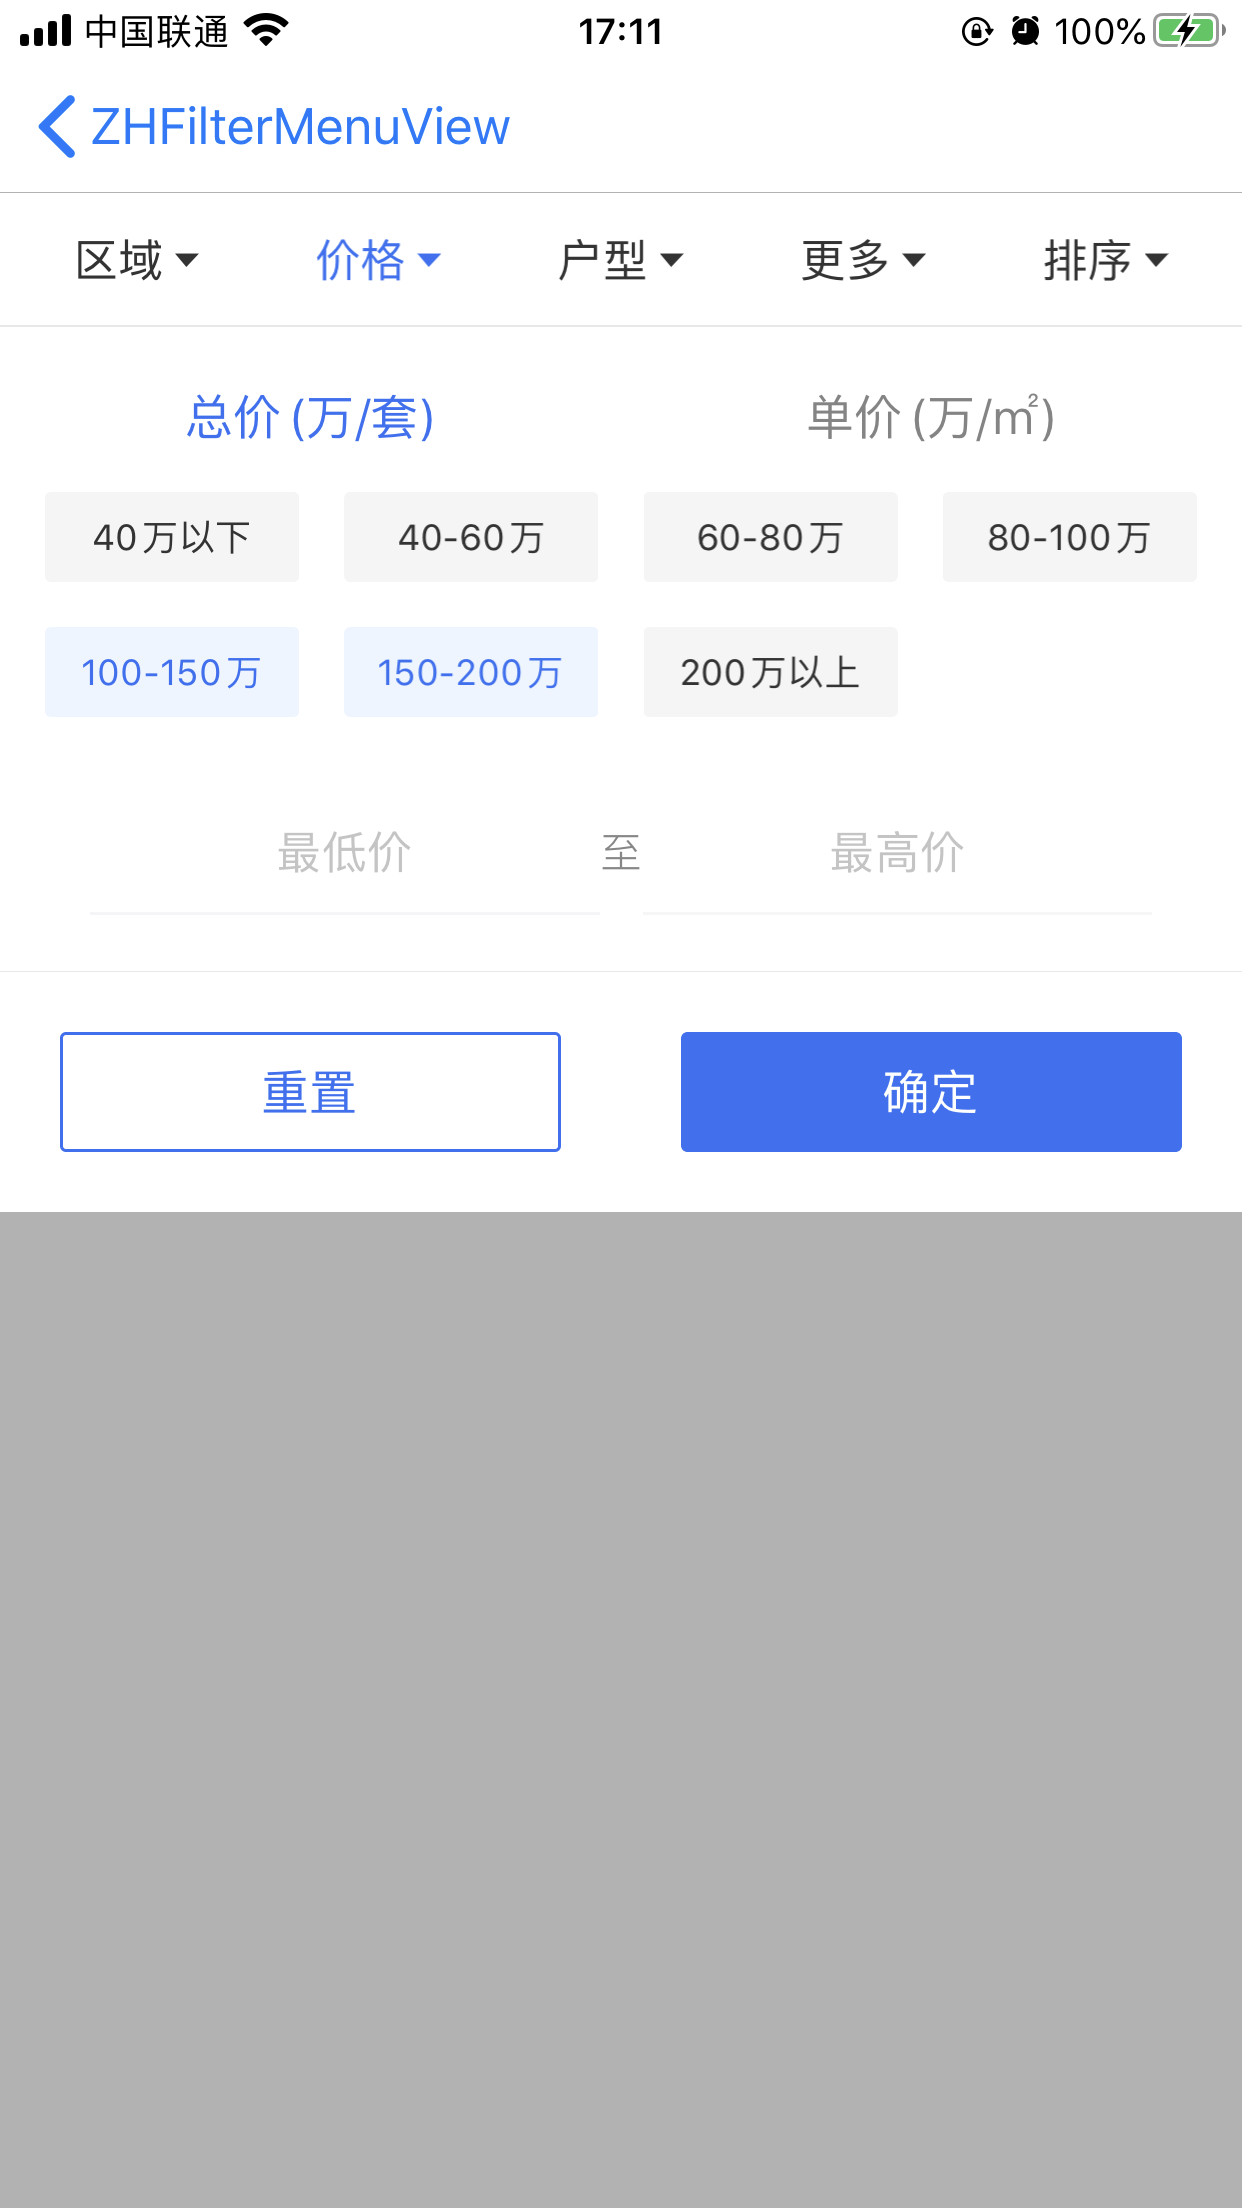 中国联通 17:11 100%
ZHFilterMenuView
区域 价格 户型 更多 排序
总价 (万/套) 单价 (万/㎡)
40万以下 40-60万 60-80万 80-100万
100-150万 150-200万 200万以上
最低价 至 最高价
重置 确定